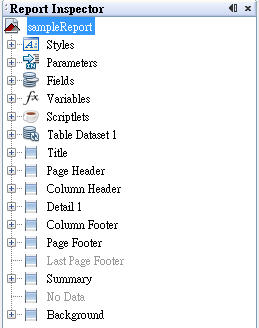 Report Inspector
sampleReport
Styles
Parameters
Fields
fx Variables
Scriptlets
Table Dataset 1
Title
Page Header
Column Header
Detail 1
Column Footer
Page Footer
Last Page Footer
Summary
No Data
Background